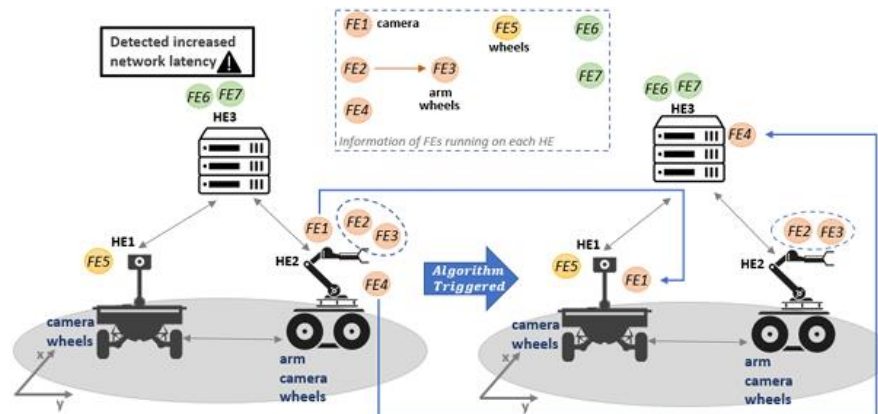 Detected increased
network latency
FE6 FE7
HE3
HE1
FE5
camera
wheels
FE1
FE2
FE3
HE2
FE4
arm
camera
wheels
x
y
FE1 camera
FE2
FE3
arm
wheels
FE4
FE5
wheels
FE6
FE7
Information of FEs running on each HE
Algorithm
Triggered
FE6 FE7
HE3
FE4
HE1
FE5
FE1
camera
wheels
FE2 FE3
HE2
arm
camera
wheels
x
y